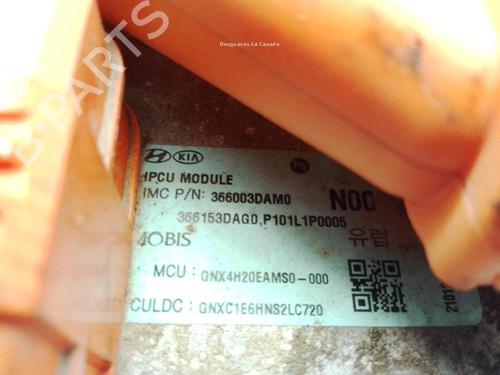 Desguaces La Cabaña
B-PARTS
KIA
HPCU MODULE
HMC P/N: 366003DAM0 N00
366153DAG0,P101L1P0005
MOBIS 유럽
MCU: GNX4H20EAMS0-000
CULDC: GNXC1E6HNS2LC720